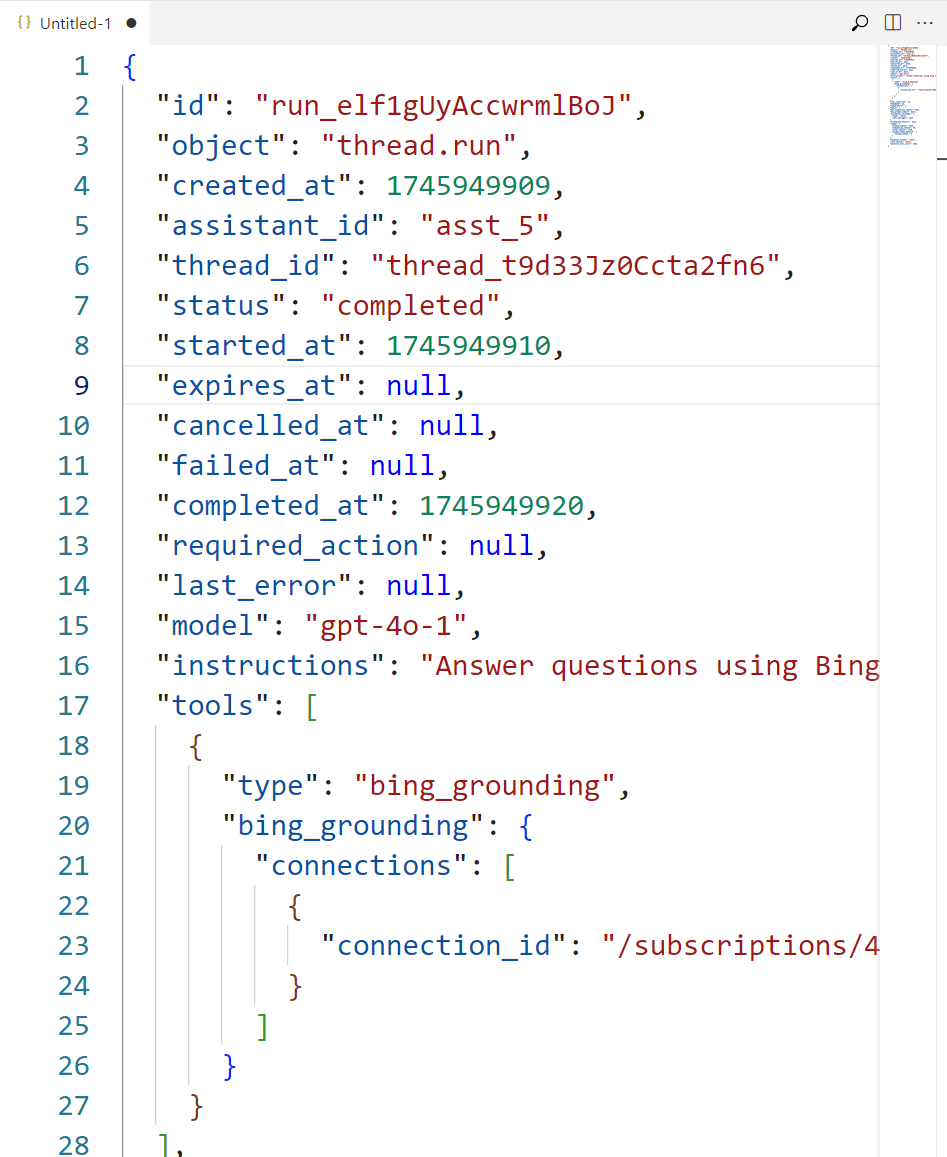 {} Untitled-1
1 {
2 "id": "run_elf1gUyAccwrmlBoJ",
3 "object": "thread.run",
4 "created_at": 1745949909,
5 "assistant_id": "asst_5",
6 "thread_id": "thread_t9d33Jz0Ccta2fn6",
7 "status": "completed",
8 "started_at": 1745949910,
9 "expires_at": null,
10 "cancelled_at": null,
11 "failed_at": null,
12 "completed_at": 1745949920,
13 "required_action": null,
14 "last_error": null,
15 "model": "gpt-4o-1",
16 "instructions": "Answer questions using Bing
17 "tools": [
18 {
19 "type": "bing_grounding",
20 "bing_grounding": {
21 "connections": [
22 {
23 "connection_id": "/subscriptions/4
24 }
25 ]
26 }
27 }
28 ],